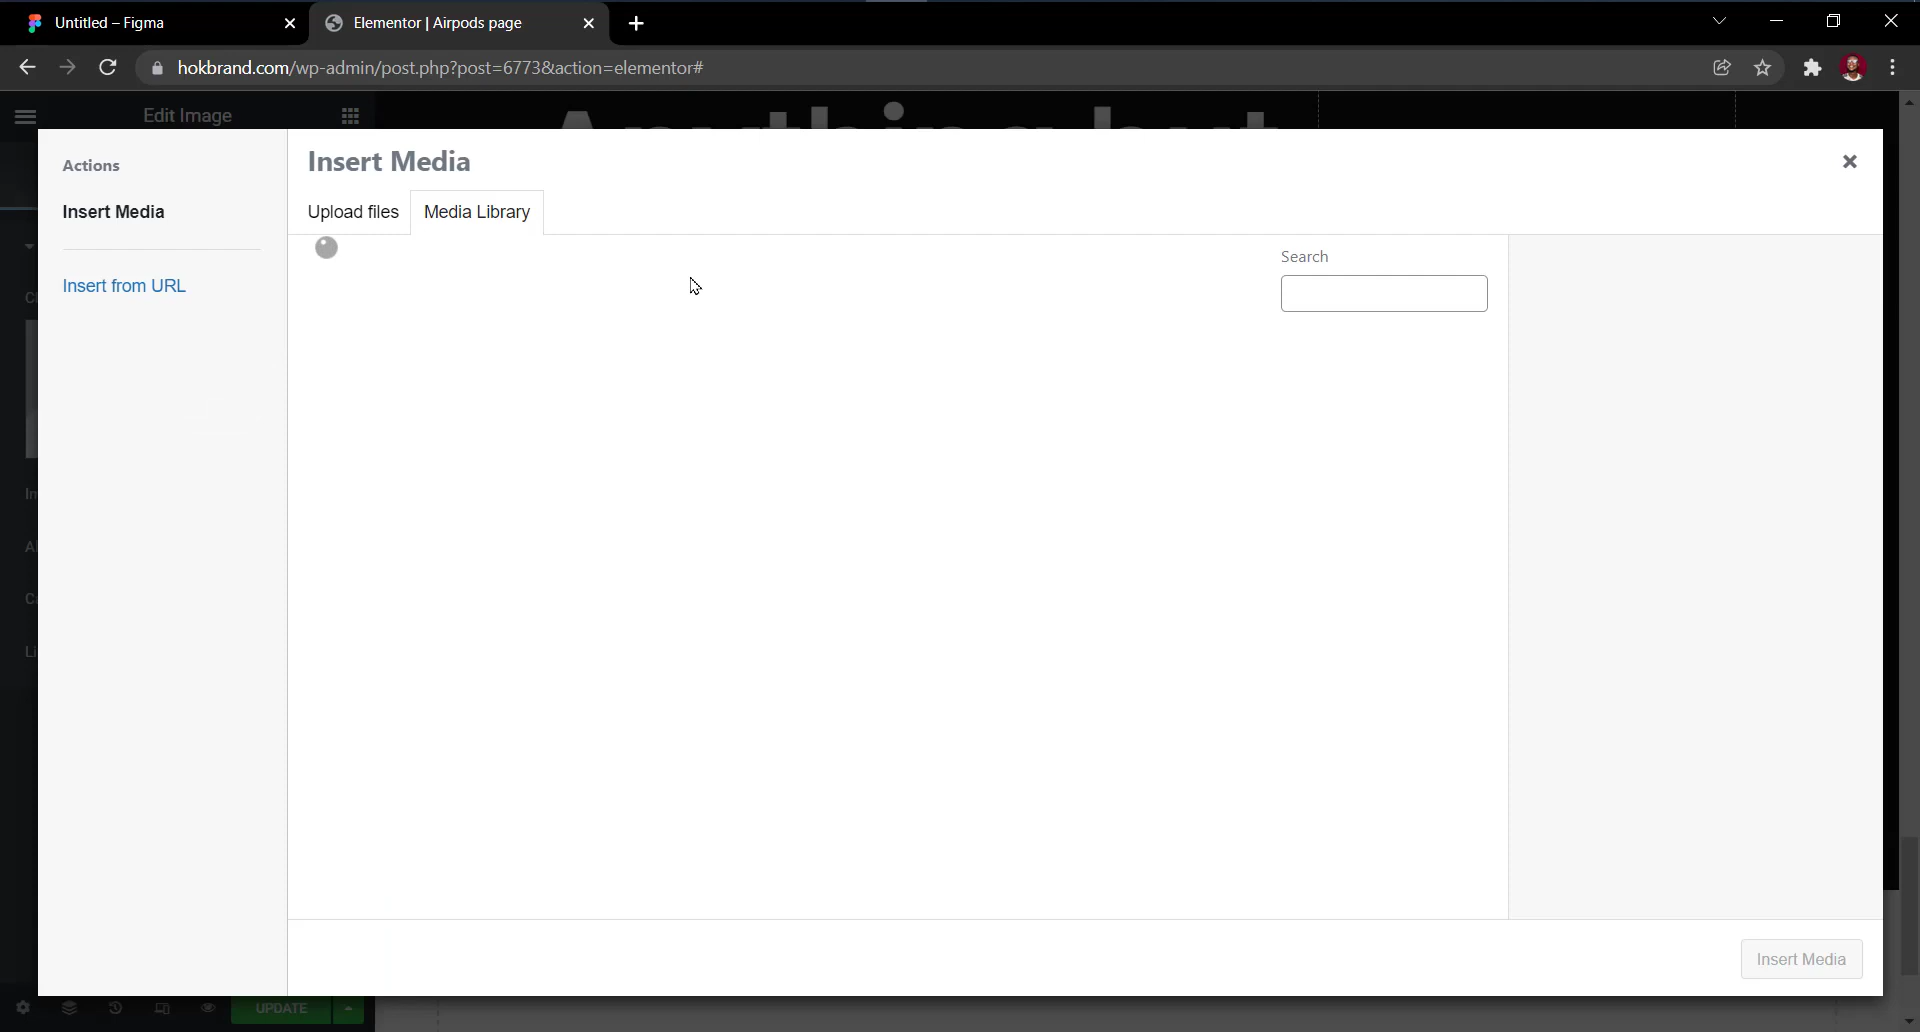 Untitled – Figma
Elementor | Airpods page
hokbrand.com/wp-admin/post.php?post=6773&action=elementor#
Edit Image
Actions
Insert Media
Insert from URL
Insert Media
Upload files
Media Library
Search
Insert Media
UPDATE